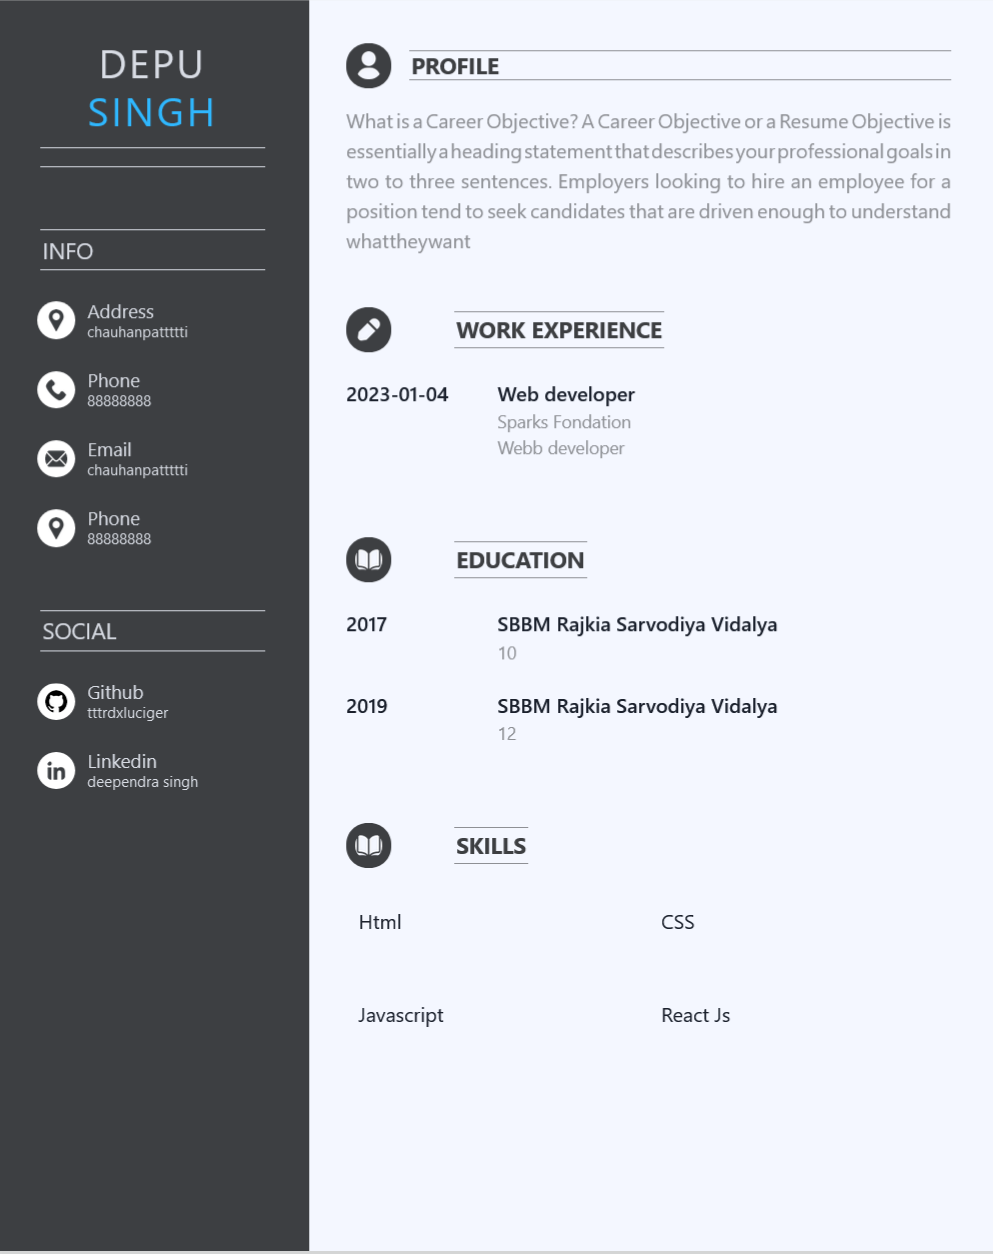 DEPU
SINGH
INFO
Address
chauhanpattttti
Phone
88888888
Email
chauhanpattttti
Phone
88888888
SOCIAL
Github
tttrdxluciger
Linkedin
deependra singh
PROFILE
What is a Career Objective? A Career Objective or a Resume Objective is
essentially a heading statement that describes your professional goals in
two to three sentences. Employers looking to hire an employee for a
position tend to seek candidates that are driven enough to understand
whattheywant
WORK EXPERIENCE
2023-01-04 Web developer
Sparks Fondation
Webb developer
EDUCATION
2017 SBBM Rajkia Sarvodiya Vidalya
10
2019 SBBM Rajkia Sarvodiya Vidalya
12
SKILLS
Html CSS
Javascript React Js